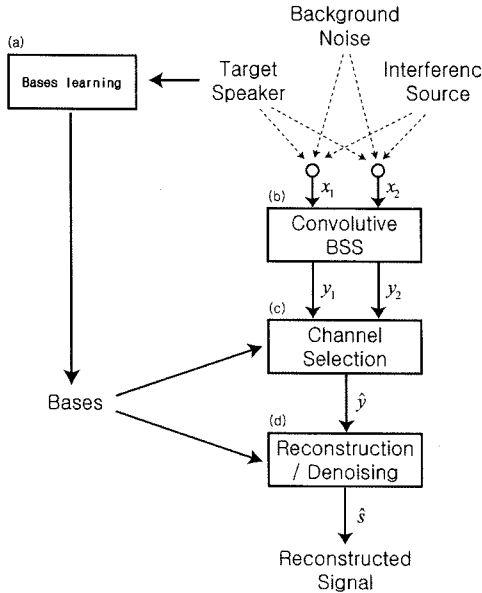 Background
Noise
(a)
Bases learning
Target
Speaker
Interferenc
Source
x₁
x₂
(b)
Convolutive
BSS
y₁
y₂
(c)
Channel
Selection
Bases
ŷ
(d)
Reconstruction
/ Denoising
ŝ
Reconstructed
Signal